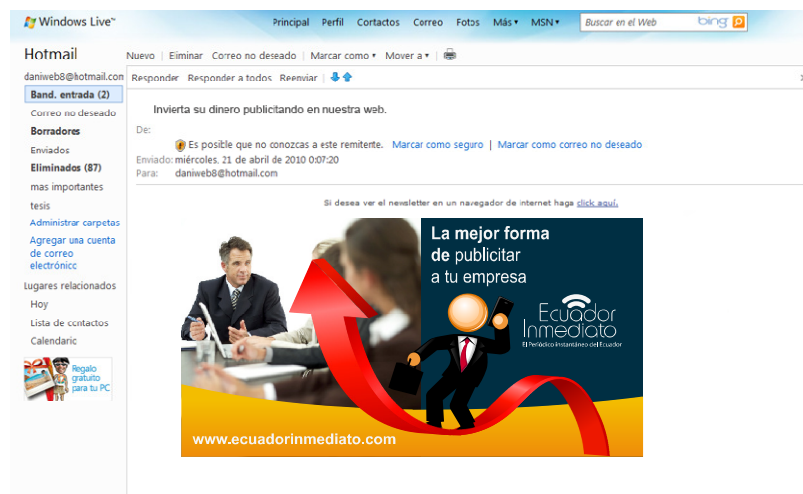 Windows Live™
Principal Perfil Contactos Correo Fotos Más MSN
Buscar en el Web
bing
Hotmail
Nuevo | Eiminar Correo no deseado | Marcar como Mover a
daniweb8@hotmail.com
Responder Responder a todos Reenviar
Band. entrada (2)
Correo no deseado
Borradores
Enviados
Eliminados (87)
mas importantes
tesis
Administrar carpetas
Agregar una cuenta
de correo
electrónico
Lugares relacionados
Hoy
Lista de contactos
Calendaric
Regalo
gratuito
para tu PC
Invierta su dinero publicitando en nuestra web.
De:
Es posible que no conozcas a este remitente. Marcar como seguro | Marcar como correo no deseado
Enviado: miércoles, 21 de abril de 2010 0:07:20
Para: daniweb8@hotmail.com
Si desea ver el newsletter en un navegador de internet haga click aquí.
La mejor forma
de publicitar
a tu empresa
Ecuador
Inmediato
El Periódico instantáneo del Ecuador
www.ecuadorinmediato.com